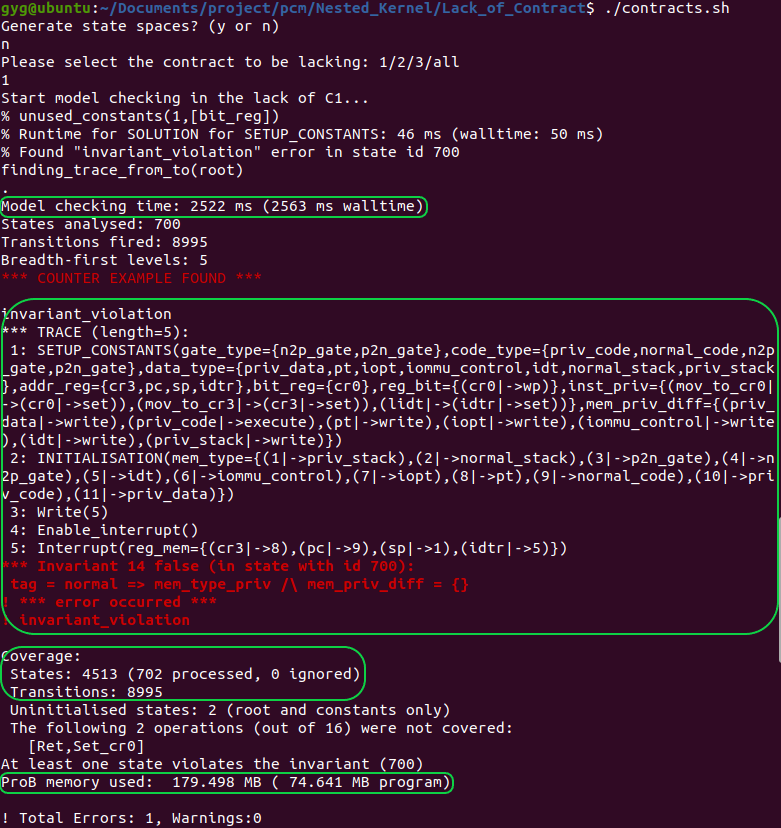 gyg@ubuntu:~/Documents/project/pcm/Nested_Kernel/Lack_of_Contract$ ./contracts.sh
Generate state spaces? (y or n)
n
Please select the contract to be lacking: 1/2/3/all
1
Start model checking in the lack of C1...
% unused_constants(1,[bit_reg])
% Runtime for SOLUTION for SETUP_CONSTANTS: 46 ms (walltime: 50 ms)
% Found "invariant_violation" error in state id 700
finding_trace_from_to(root)
.
Model checking time: 2522 ms (2563 ms walltime)
States analysed: 700
Transitions fired: 8995
Breadth-first levels: 5
*** COUNTER EXAMPLE FOUND ***
invariant_violation
*** TRACE (length=5):
1: SETUP_CONSTANTS(gate_type={n2p_gate,p2n_gate},code_type={priv_code,normal_code,n2p
_gate,p2n_gate},data_type={priv_data,pt,iopt,iommu_control,idt,normal_stack,priv_stack
},addr_reg={cr3,pc,sp,idtr},bit_reg={cr0},reg_bit={(cr0|->wp)},inst_priv={(mov_to_cr0|
->(cr0|->set)),(mov_to_cr3|->(cr3|->set)),(lidt|->(idtr|->set))},mem_priv_diff={(priv_
data|->write),(priv_code|->execute),(pt|->write),(iopt|->write),(iommu_control|->write
),(idt|->write),(priv_stack|->write)})
2: INITIALISATION(mem_type={(1|->priv_stack),(2|->normal_stack),(3|->p2n_gate),(4|->n
2p_gate),(5|->idt),(6|->iommu_control),(7|->iopt),(8|->pt),(9|->normal_code),(10|->pri
v_code),(11|->priv_data)})
3: Write(5)
4: Enable_interrupt()
5: Interrupt(reg_mem={(cr3|->8),(pc|->9),(sp|->1),(idtr|->5)})
*** Invariant 14 false (in state with id 700):
tag = normal => mem_type_priv /\ mem_priv_diff = {}
! *** error occurred ***
! invariant_violation
Coverage:
States: 4513 (702 processed, 0 ignored)
Transitions: 8995
Uninitialised states: 2 (root and constants only)
The following 2 operations (out of 16) were not covered:
[Ret,Set_cr0]
At least one state violates the invariant (700)
ProB memory used:  179.498 MB ( 74.641 MB program)
! Total Errors: 1, Warnings:0